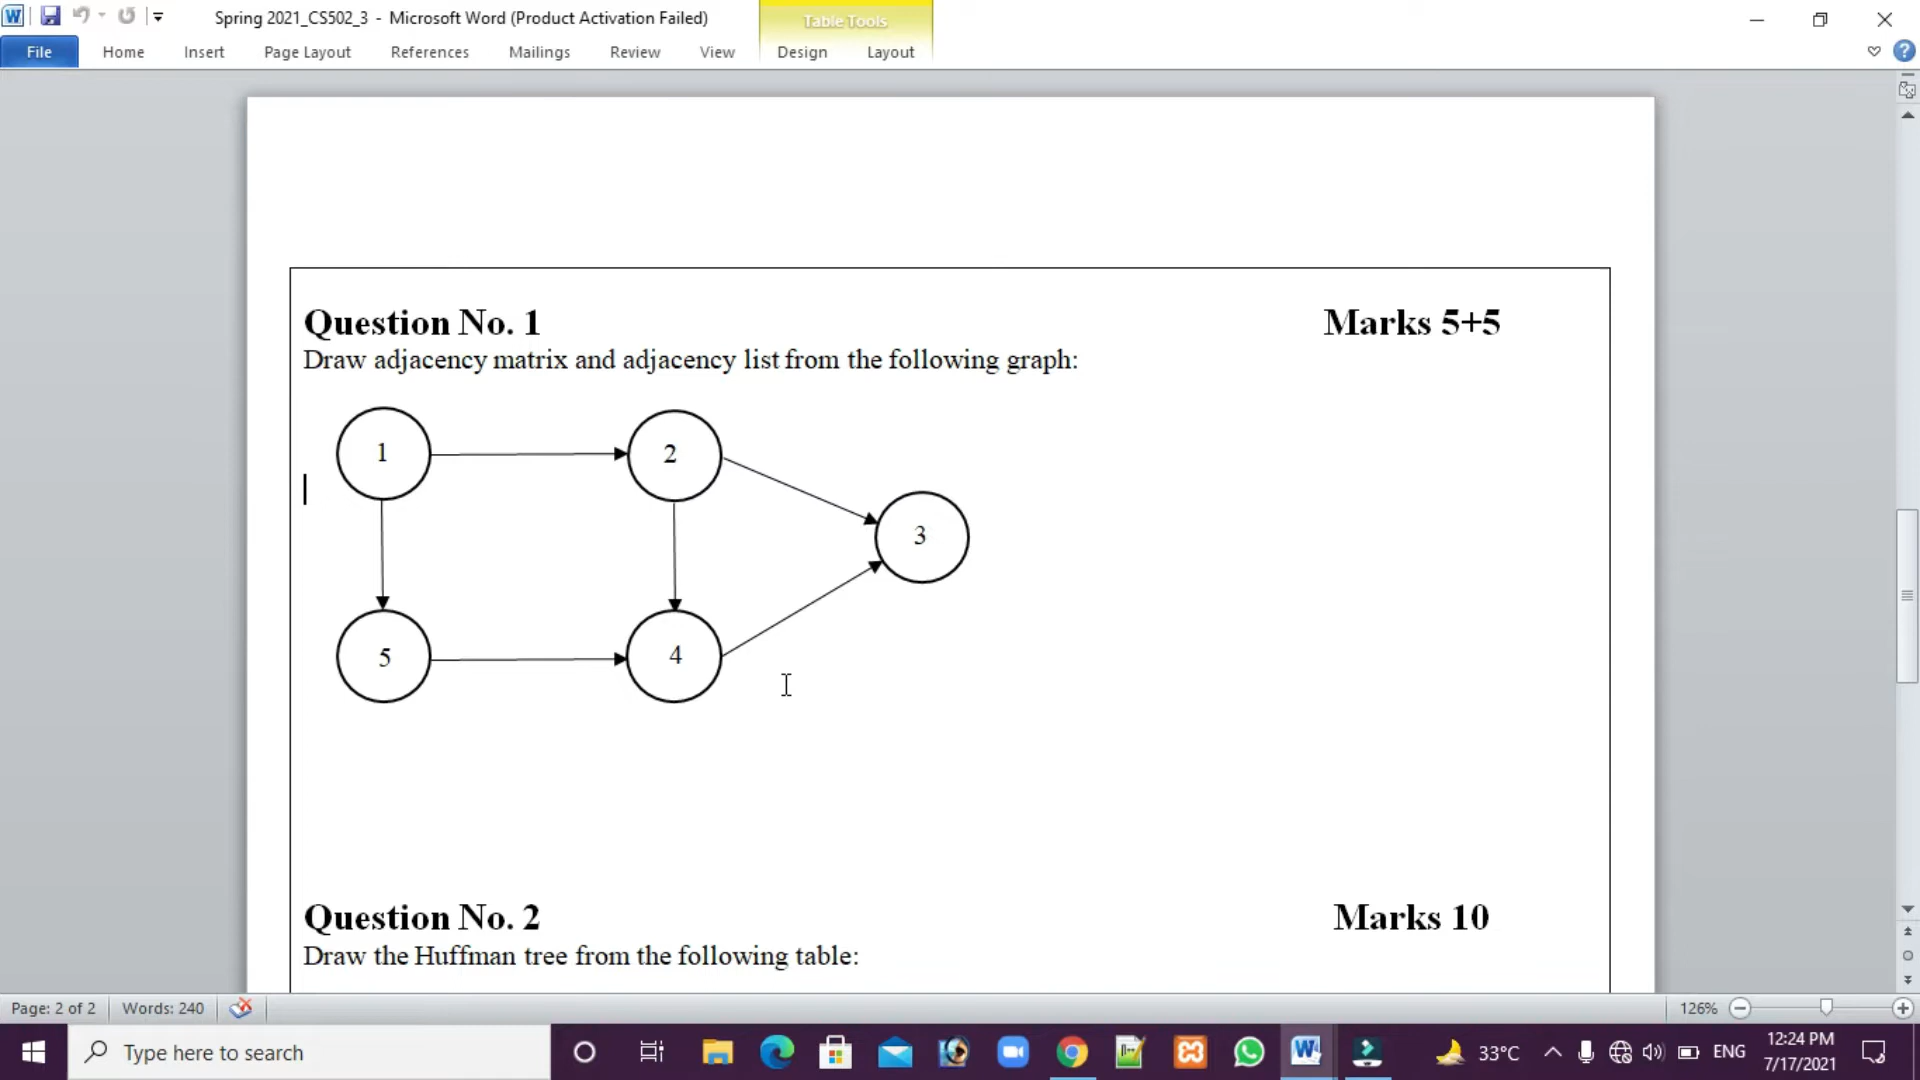 Spring 2021_CS502_3 - Microsoft Word (Product Activation Failed)
Table Tools
File Home Insert Page Layout References Mailings Review View Design Layout
Question No. 1 Marks 5+5
Draw adjacency matrix and adjacency list from the following graph:
1
2
3
5
4
Question No. 2 Marks 10
Draw the Huffman tree from the following table:
Page: 2 of 2 Words: 240 126%
Type here to search 33°C ENG 12:24 PM
7/17/2021